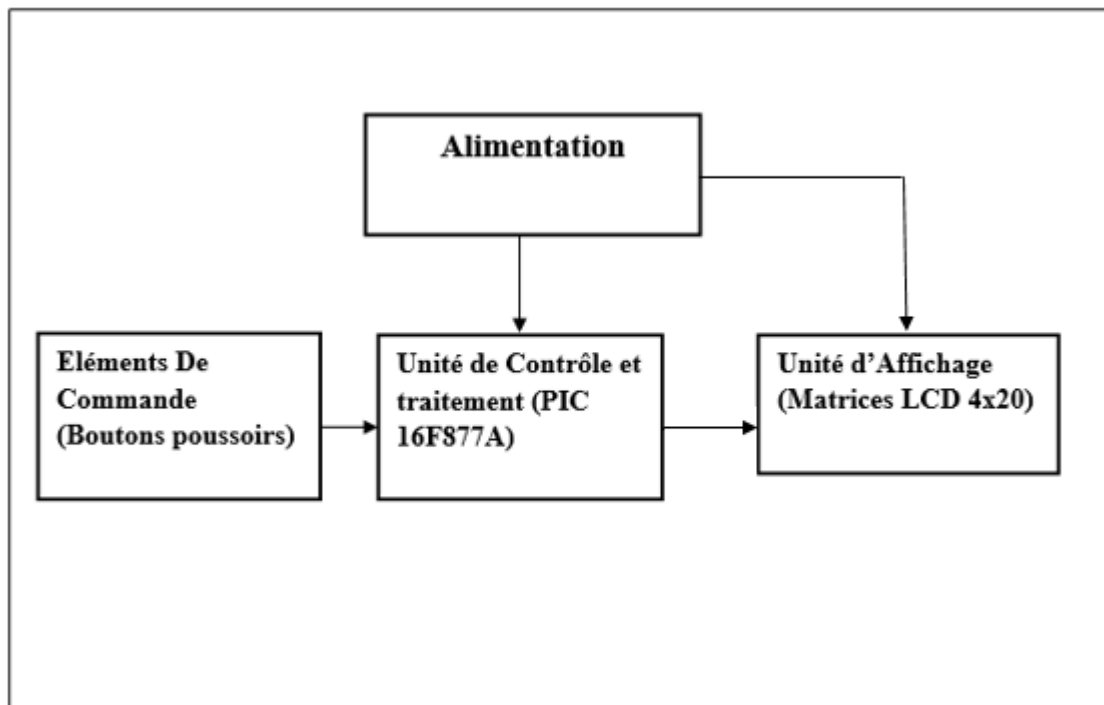 Alimentation
Eléments De
Commande
(Boutons poussoirs)
Unité de Contrôle et
traitement (PIC
16F877A)
Unité d’Affichage
(Matrices LCD 4x20)